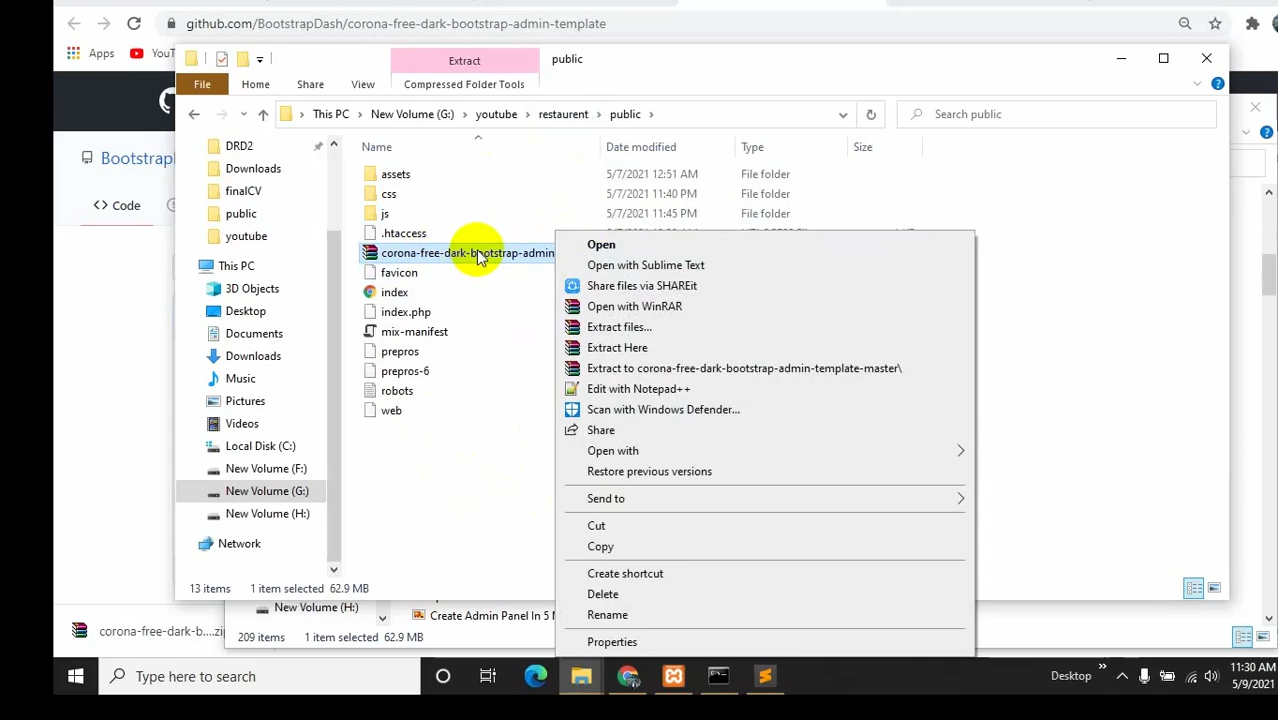 github.com/BootstrapDash/corona-free-dark-bootstrap-admin-template
Apps
YouT
Extract
public
File
Home
Share
View
Compressed Folder Tools
This PC > New Volume (G:) > youtube > restaurent > public >
Search public
Bootstrap
<> Code
DRD2
Downloads
finalCV
public
youtube
This PC
3D Objects
Desktop
Documents
Downloads
Music
Pictures
Videos
Local Disk (C:)
New Volume (F:)
New Volume (G:)
New Volume (H:)
Network
Name
Date modified
Type
Size
assets 5/7/2021 12:51 AM File folder
css 5/7/2021 11:40 PM File folder
js 5/7/2021 11:45 PM File folder
.htaccess
corona-free-dark-bootstrap-admin
favicon
index
index.php
mix-manifest
prepros
prepros-6
robots
web
Open
Open with Sublime Text
Share files via SHAREit
Open with WinRAR
Extract files...
Extract Here
Extract to corona-free-dark-bootstrap-admin-template-master\
Edit with Notepad++
Scan with Windows Defender...
Share
Open with
Restore previous versions
Send to
Cut
Copy
Create shortcut
Delete
Rename
Properties
13 items
1 item selected 62.9 MB
New Volume (H:)
Create Admin Panel In 5 M
209 items
1 item selected 62.9 MB
corona-free-dark-b....zip
Type here to search
Desktop
11:30 AM
5/9/2021